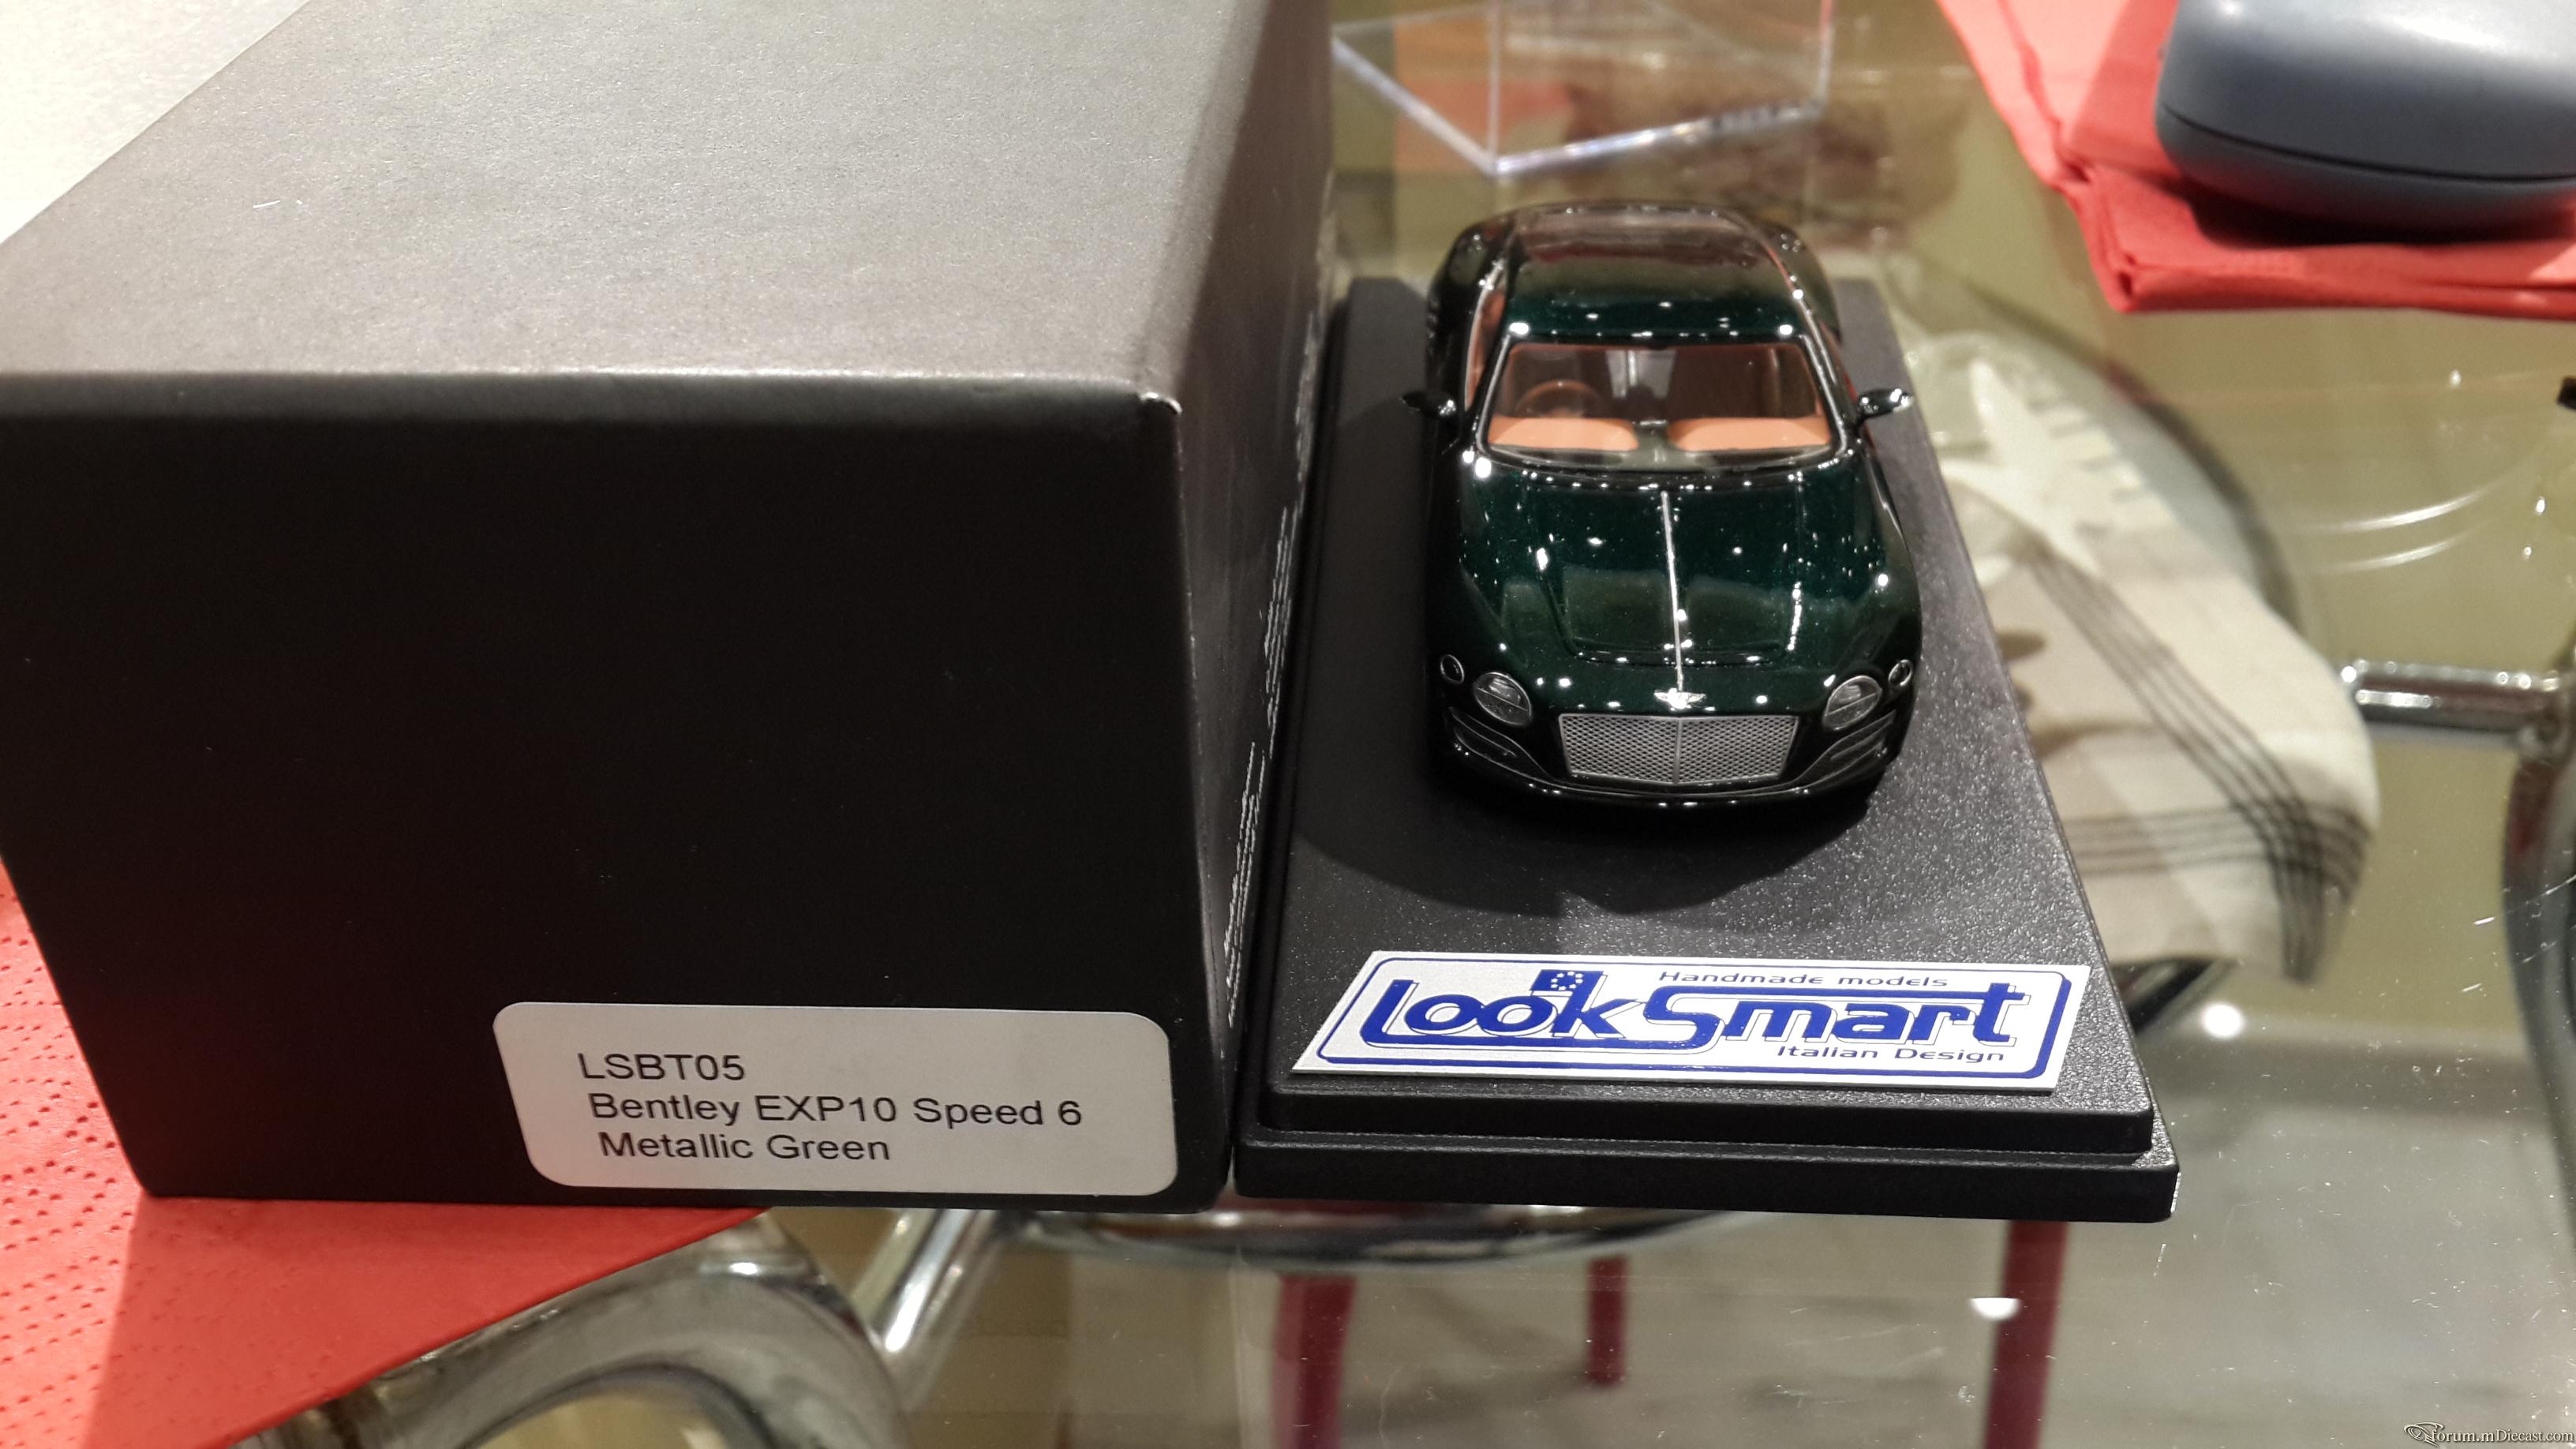 LSBT05
Bentley EXP10 Speed 6
Metallic Green
Handmade models
LookSmart
Italian Design
forum.mDiecast.com